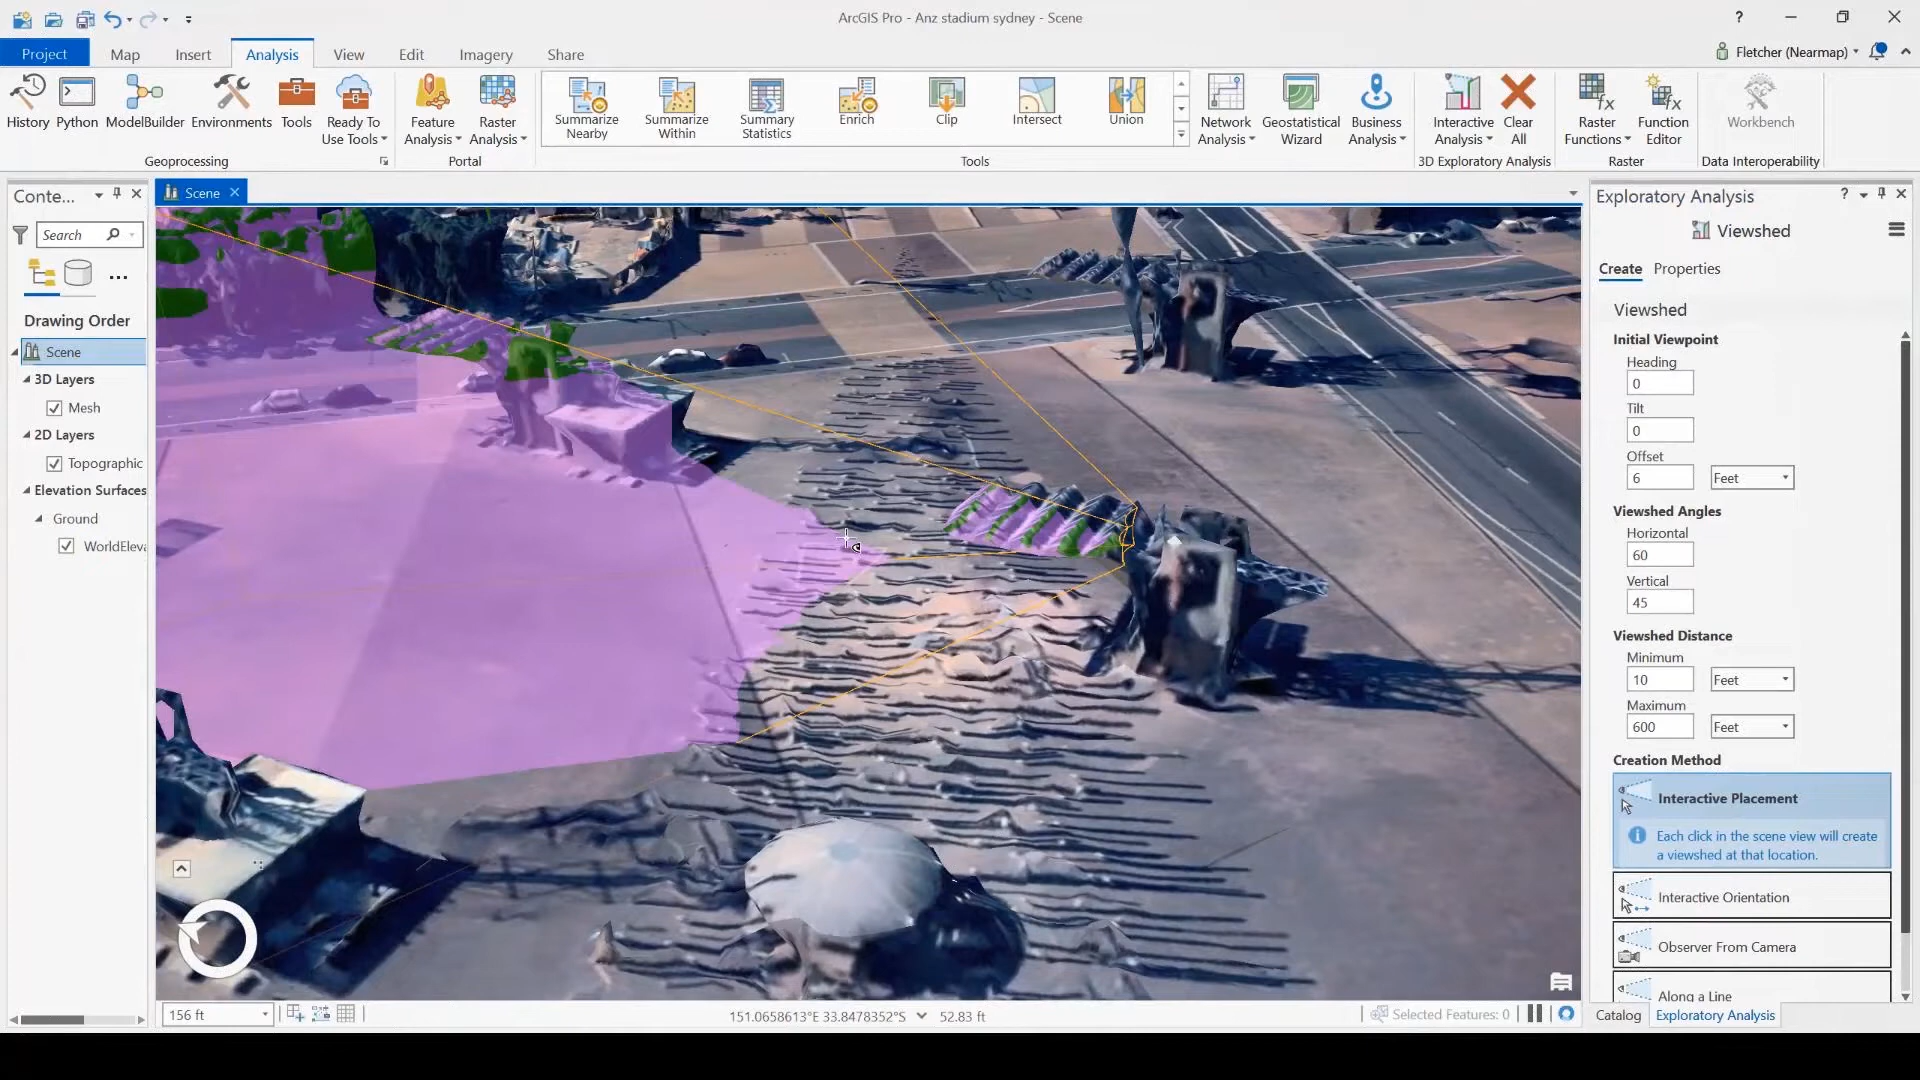 ArcGIS Pro - Anz stadium sydney - Scene
?
Fletcher (Nearmap)
Project
Map
Insert
Analysis
View
Edit
Imagery
Share
History
Python
ModelBuilder
Environments
Tools
Ready To
Use Tools
Feature
Analysis
Raster
Analysis
Summarize
Nearby
Summarize
Within
Summary
Statistics
Enrich
Clip
Intersect
Union
Network
Analysis
Geostatistical
Wizard
Business
Analysis
Interactive
Analysis
Clear
All
Raster
Functions
Function
Editor
Workbench
Geoprocessing
Portal
Tools
3D Exploratory Analysis
Raster
Data Interoperability
Conte...
Search
Drawing Order
Scene
3D Layers
Mesh
2D Layers
Topographic
Elevation Surfaces
Ground
WorldEleva
Scene
156 ft
151.0658613°E 33.8478352°S
52.83 ft
Selected Features: 0
Exploratory Analysis
?
Viewshed
Create
Properties
Viewshed
Initial Viewpoint
Heading
0
Tilt
0
Offset
6
Feet
Viewshed Angles
Horizontal
60
Vertical
45
Viewshed Distance
Minimum
10
Feet
Maximum
600
Feet
Creation Method
Interactive Placement
Each click in the scene view will create
a viewshed at that location.
Interactive Orientation
Observer From Camera
Along a Line
Catalog
Exploratory Analysis